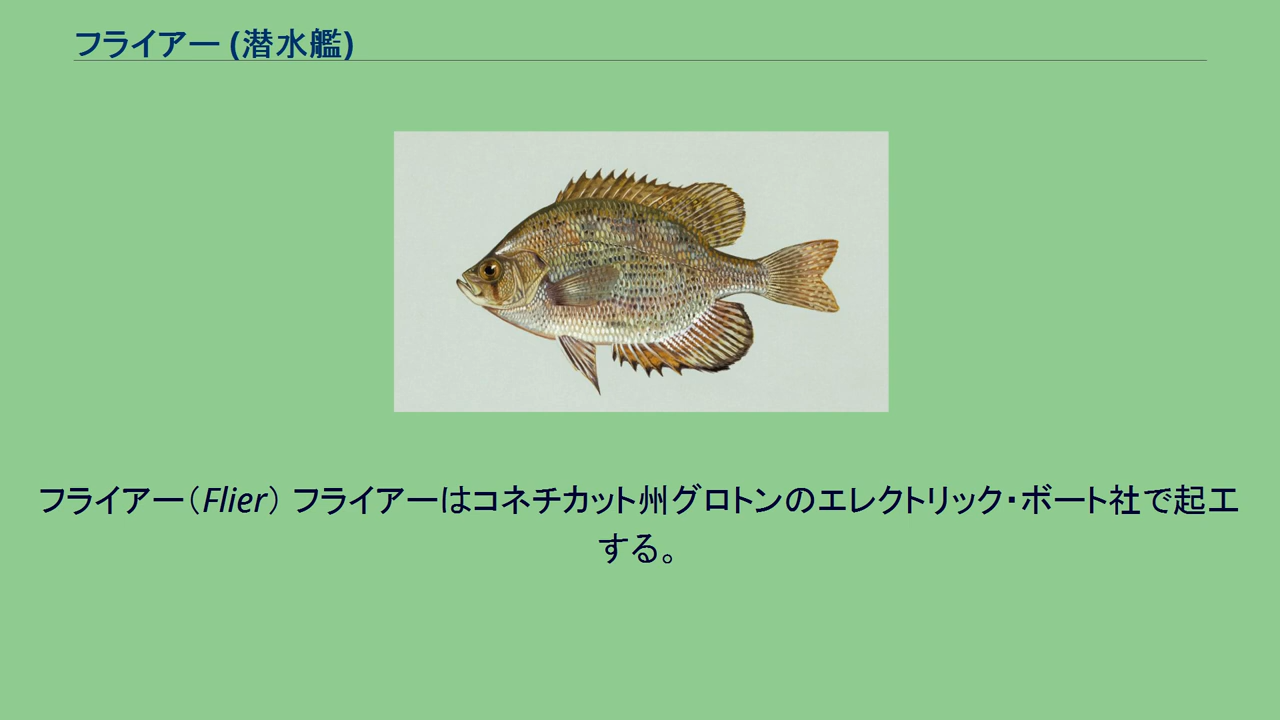 フライアー (潜水艦)
フライアー（Flier） フライアーはコネチカット州グロトンのエレクトリック・ボート社で起工
する。